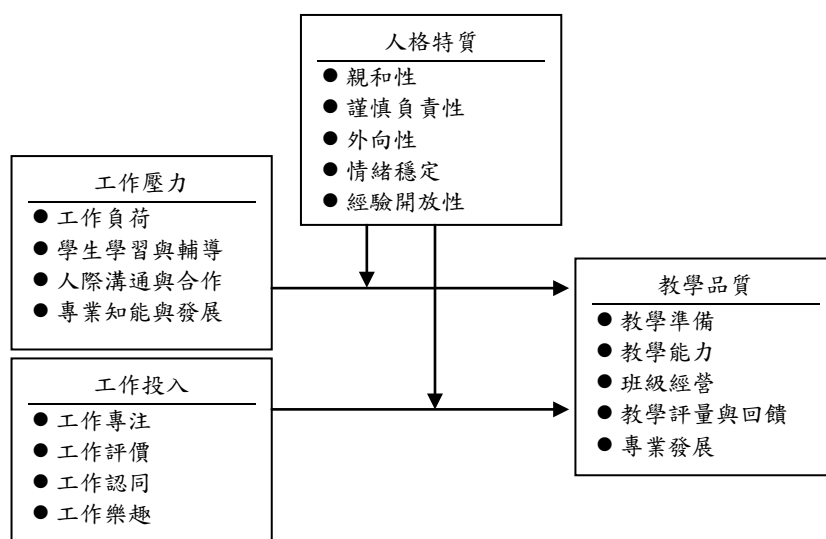 人格特質
● 親和性
● 謹慎負責性
● 外向性
● 情緒穩定
● 經驗開放性
工作壓力
● 工作負荷
● 學生學習與輔導
● 人際溝通與合作
● 專業知能與發展
工作投入
● 工作專注
● 工作評價
● 工作認同
● 工作樂趣
教學品質
● 教學準備
● 教學能力
● 班級經營
● 教學評量與回饋
● 專業發展